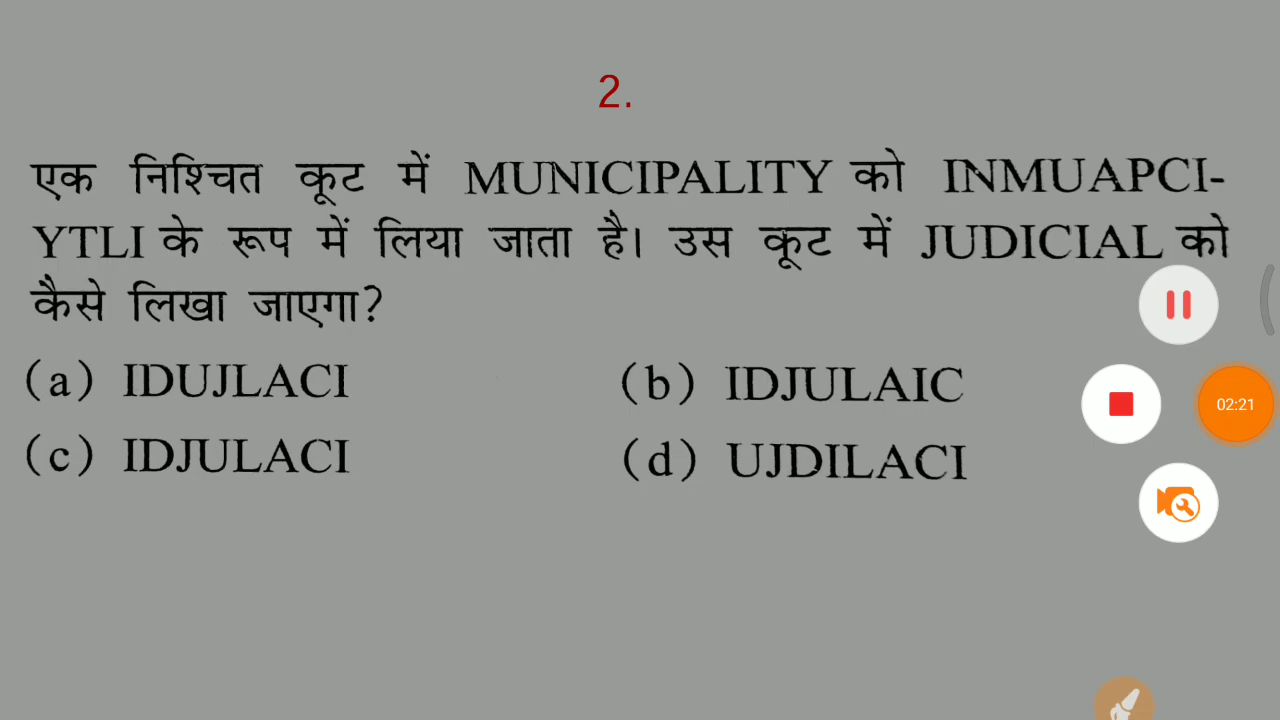 2.
एक निश्चित कूट में MUNICIPALITY को INMUAPCI-
YTLI के रूप में लिया जाता है। उस कूट में JUDICIAL को
कैसे लिखा जाएगा?
(a) IDUJLACI (b) IDJULAIC
(c) IDJULACI (d) UJDILACI
02:21